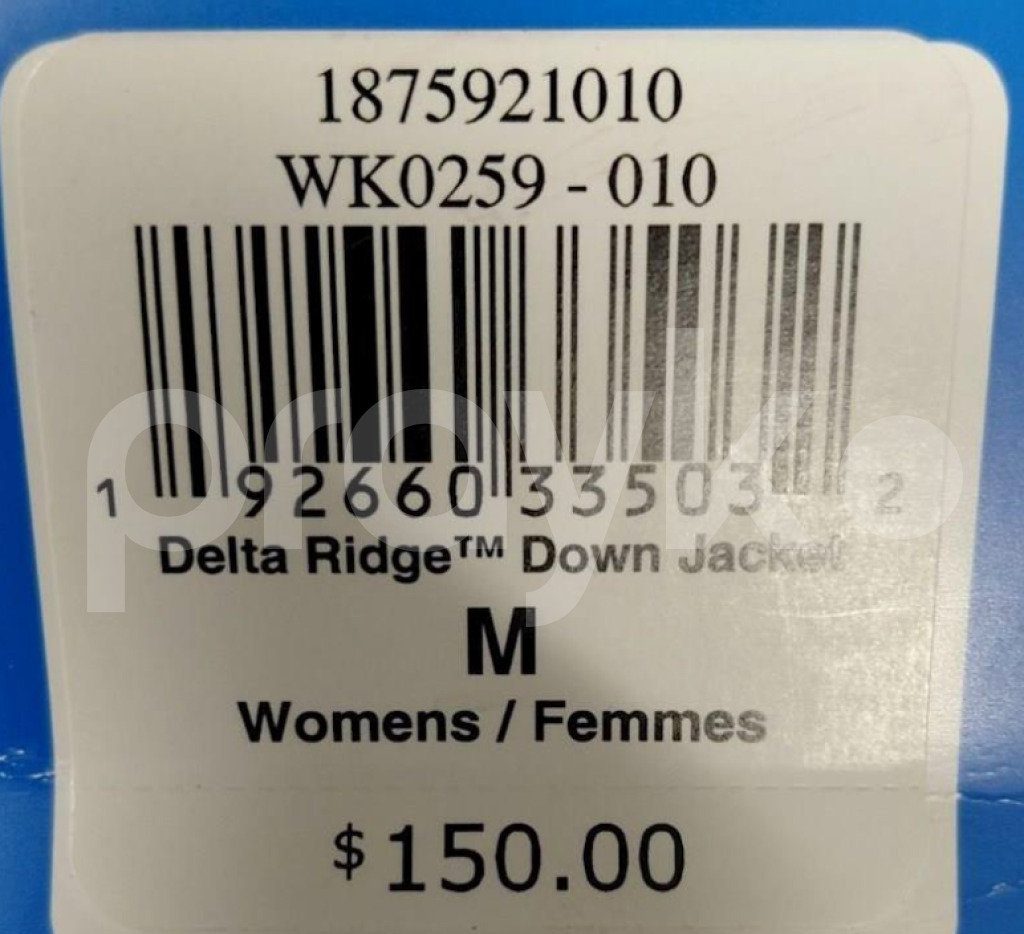 1875921010
WK0259 - 010
1 92660 33503 2
Delta Ridge™ Down Jacket
M
Womens / Femmes
$150.00